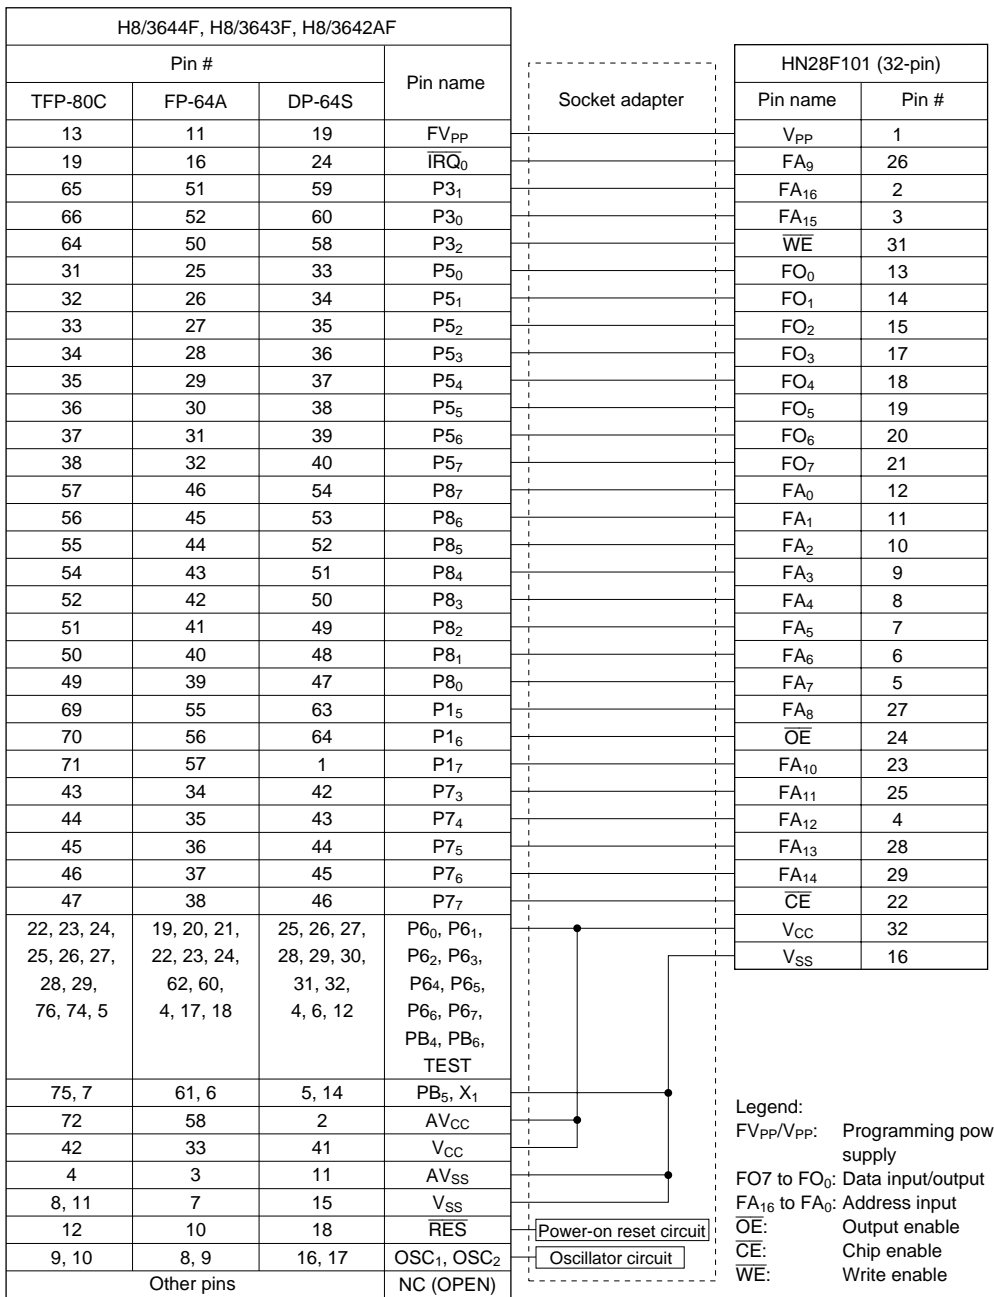 H8/3644F, H8/3643F, H8/3642AF
Pin # Pin name
TFP-80C FP-64A DP-64S
13 11 19 FVPP
19 16 24 I̅R̅Q̅0
65 51 59 P31
66 52 60 P30
64 50 58 P32
31 25 33 P50
32 26 34 P51
33 27 35 P52
34 28 36 P53
35 29 37 P54
36 30 38 P55
37 31 39 P56
38 32 40 P57
57 46 54 P87
56 45 53 P86
55 44 52 P85
54 43 51 P84
52 42 50 P83
51 41 49 P82
50 40 48 P81
49 39 47 P80
69 55 63 P15
70 56 64 P16
71 57 1 P17
43 34 42 P73
44 35 43 P74
45 36 44 P75
46 37 45 P76
47 38 46 P77
22, 23, 24, 19, 20, 21, 25, 26, 27, P60, P61,
25, 26, 27, 22, 23, 24, 28, 29, 30, P62, P63,
28, 29, 62, 60, 31, 32, P64, P65,
76, 74, 5 4, 17, 18 4, 6, 12 P66, P67,
PB4, PB6,
TEST
75, 7 61, 6 5, 14 PB5, X1
72 58 2 AVCC
42 33 41 VCC
4 3 11 AVSS
8, 11 7 15 VSS
12 10 18 R̅E̅S̅
9, 10 8, 9 16, 17 OSC1, OSC2
Other pins NC (OPEN)
Socket adapter
Power-on reset circuit
Oscillator circuit
HN28F101 (32-pin)
Pin name Pin #
VPP 1
FA9 26
FA16 2
FA15 3
W̅E̅ 31
FO0 13
FO1 14
FO2 15
FO3 17
FO4 18
FO5 19
FO6 20
FO7 21
FA0 12
FA1 11
FA2 10
FA3 9
FA4 8
FA5 7
FA6 6
FA7 5
FA8 27
O̅E̅ 24
FA10 23
FA11 25
FA12 4
FA13 28
FA14 29
C̅E̅ 22
VCC 32
VSS 16
Legend:
FVPP/VPP: Programming pow
supply
FO7 to FO0: Data input/output
FA16 to FA0: Address input
O̅E̅: Output enable
C̅E̅: Chip enable
W̅E̅: Write enable